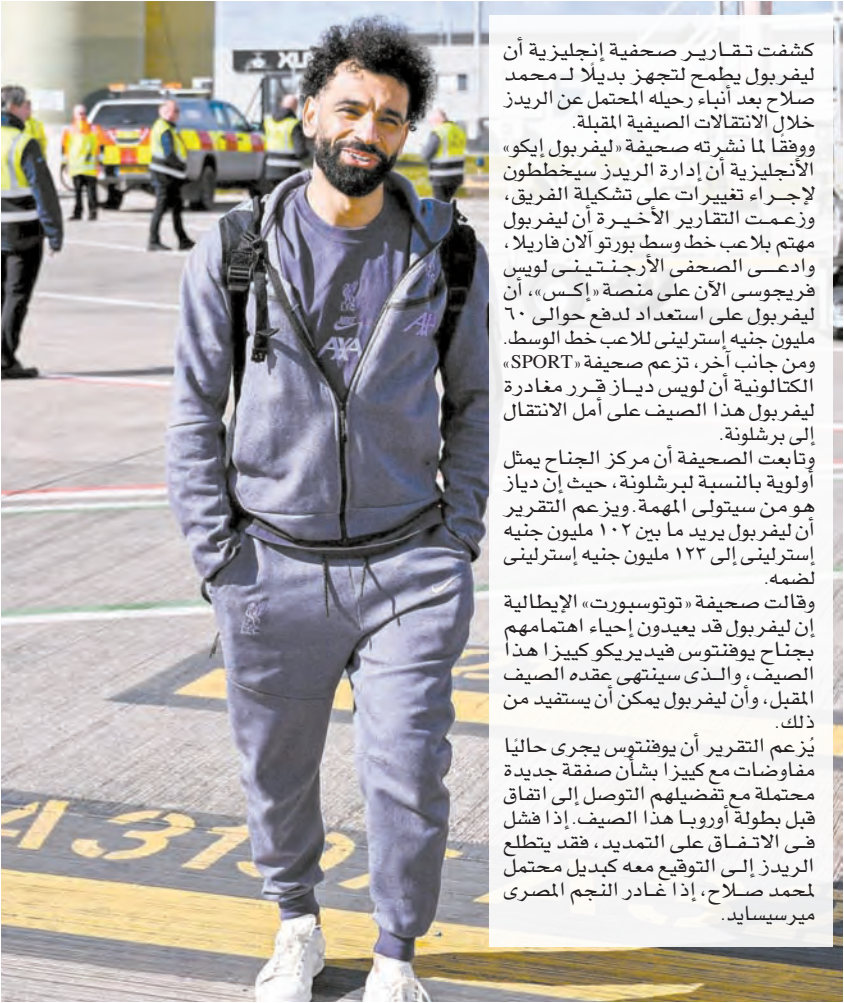 كشفت تقارير صحفية إنجليزية أن
ليفربول يطمح لتجهز بديلًا لـ محمد
صلاح بعد أنباء رحيله المحتمل عن الريدز
خلال الانتقالات الصيفية المقبلة.
ووفقًا لما نشرته صحيفة «ليفربول إيكو»
الأنجليزية أن إدارة الريدز سيخططون
لإجراء تغييرات على تشكيلة الفريق،
وزعمت التقارير الأخيرة أن ليفربول
مهتم بلاعب خط وسط بورتو آلان فاريلا،
وادعى الصحفى الأرجنتينى لويس
فريجوسى الآن على منصة «إكس»، أن
ليفربول على استعداد لدفع حوالى ٦٠
مليون جنيه إسترلينى للاعب خط الوسط.
ومن جانب آخر، تزعم صحيفة «SPORT»
الكتالونية أن لويس دياز قرر مغادرة
ليفربول هذا الصيف على أمل الانتقال
إلى برشلونة.
وتابعت الصحيفة أن مركز الجناح يمثل
أولوية بالنسبة لبرشلونة، حيث إن دياز
هو من سيتولى المهمة. ويزعم التقرير
أن ليفربول يريد ما بين ١٠٢ مليون جنيه
إسترلينى إلى ١٢٣ مليون جنيه إسترلينى
لضمه.
وقالت صحيفة «توتوسبورت» الإيطالية
إن ليفربول قد يعيدون إحياء اهتمامهم
بجناح يوفنتوس فيديريكو كييزا هذا
الصيف، والذى سينتهى عقده الصيف
المقبل، وأن ليفربول يمكن أن يستفيد من
ذلك.
يُزعم التقرير أن يوفنتوس يجرى حاليًا
مفاوضات مع كييزا بشأن صفقة جديدة
محتملة مع تفضيلهم التوصل إلى اتفاق
قبل بطولة أوروبا هذا الصيف. إذا فشل
فى الاتفاق على التمديد، فقد يتطلع
الريدز إلى التوقيع معه كبديل محتمل
لمحمد صلاح، إذا غادر النجم المصرى
ميرسيسايد.
AXA
AXA